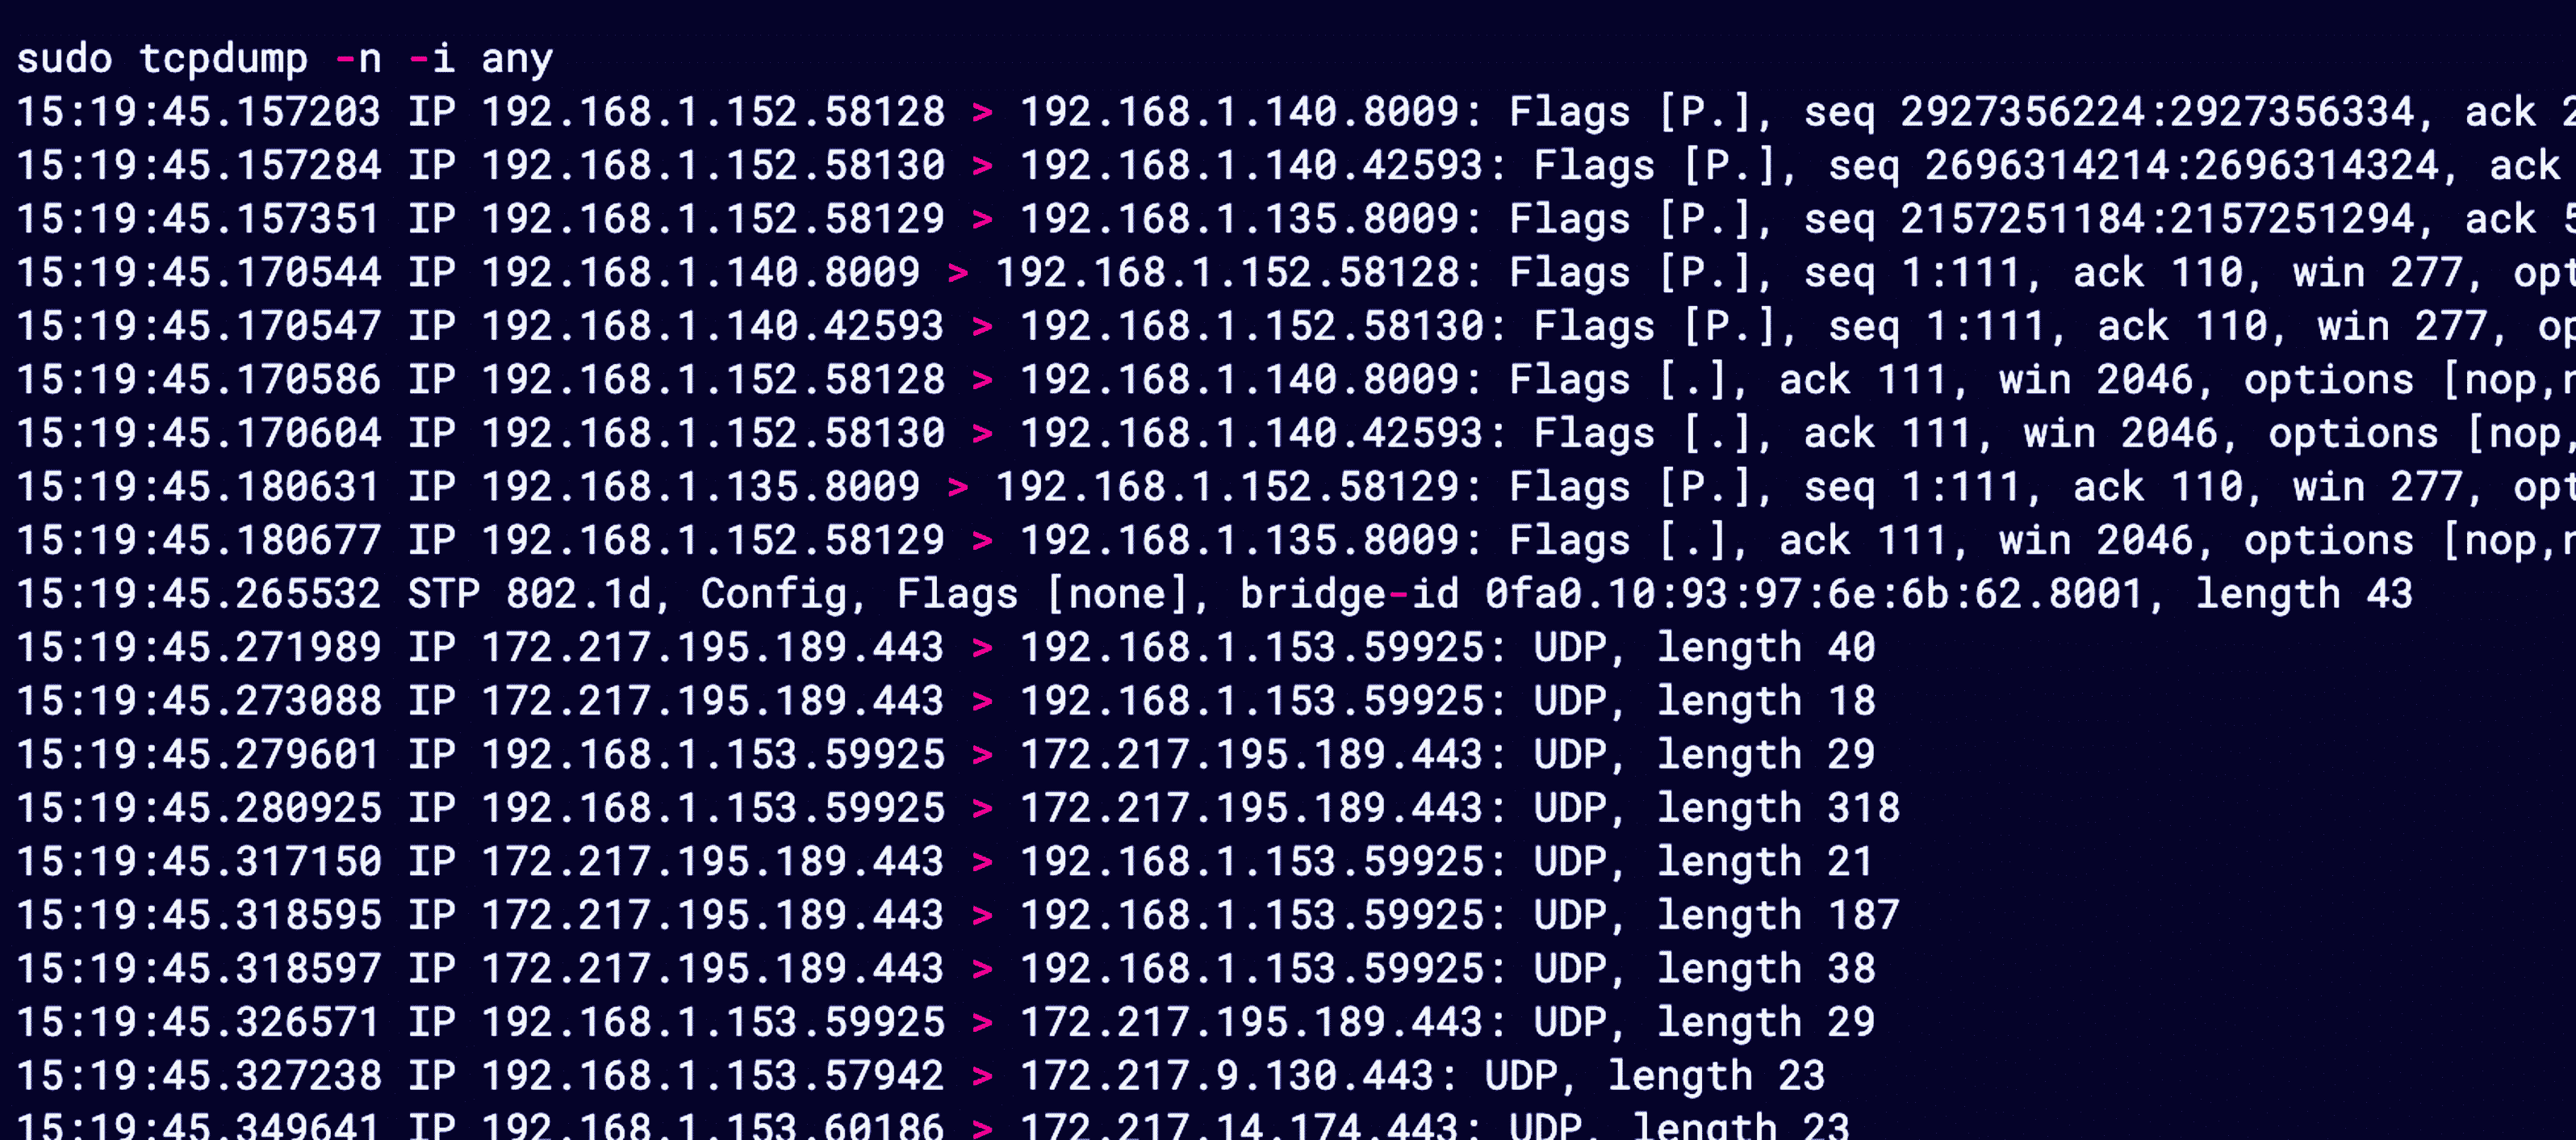 sudo tcpdump -n -i any
15:19:45.157203 IP 192.168.1.152.58128 > 192.168.1.140.8009: Flags [P.], seq 2927356224:2927356334, ack 2
15:19:45.157284 IP 192.168.1.152.58130 > 192.168.1.140.42593: Flags [P.], seq 2696314214:2696314324, ack
15:19:45.157351 IP 192.168.1.152.58129 > 192.168.1.135.8009: Flags [P.], seq 2157251184:2157251294, ack 5
15:19:45.170544 IP 192.168.1.140.8009 > 192.168.1.152.58128: Flags [P.], seq 1:111, ack 110, win 277, opt
15:19:45.170547 IP 192.168.1.140.42593 > 192.168.1.152.58130: Flags [P.], seq 1:111, ack 110, win 277, op
15:19:45.170586 IP 192.168.1.152.58128 > 192.168.1.140.8009: Flags [.], ack 111, win 2046, options [nop,n
15:19:45.170604 IP 192.168.1.152.58130 > 192.168.1.140.42593: Flags [.], ack 111, win 2046, options [nop,
15:19:45.180631 IP 192.168.1.135.8009 > 192.168.1.152.58129: Flags [P.], seq 1:111, ack 110, win 277, opt
15:19:45.180677 IP 192.168.1.152.58129 > 192.168.1.135.8009: Flags [.], ack 111, win 2046, options [nop,n
15:19:45.265532 STP 802.1d, Config, Flags [none], bridge-id 0fa0.10:93:97:6e:6b:62.8001, length 43
15:19:45.271989 IP 172.217.195.189.443 > 192.168.1.153.59925: UDP, length 40
15:19:45.273088 IP 172.217.195.189.443 > 192.168.1.153.59925: UDP, length 18
15:19:45.279601 IP 192.168.1.153.59925 > 172.217.195.189.443: UDP, length 29
15:19:45.280925 IP 192.168.1.153.59925 > 172.217.195.189.443: UDP, length 318
15:19:45.317150 IP 172.217.195.189.443 > 192.168.1.153.59925: UDP, length 21
15:19:45.318595 IP 172.217.195.189.443 > 192.168.1.153.59925: UDP, length 187
15:19:45.318597 IP 172.217.195.189.443 > 192.168.1.153.59925: UDP, length 38
15:19:45.326571 IP 192.168.1.153.59925 > 172.217.195.189.443: UDP, length 29
15:19:45.327238 IP 192.168.1.153.57942 > 172.217.9.130.443: UDP, length 23
15:19:45.349641 IP 192.168.1.153.60186 > 172.217.14.174.443: UDP, length 23